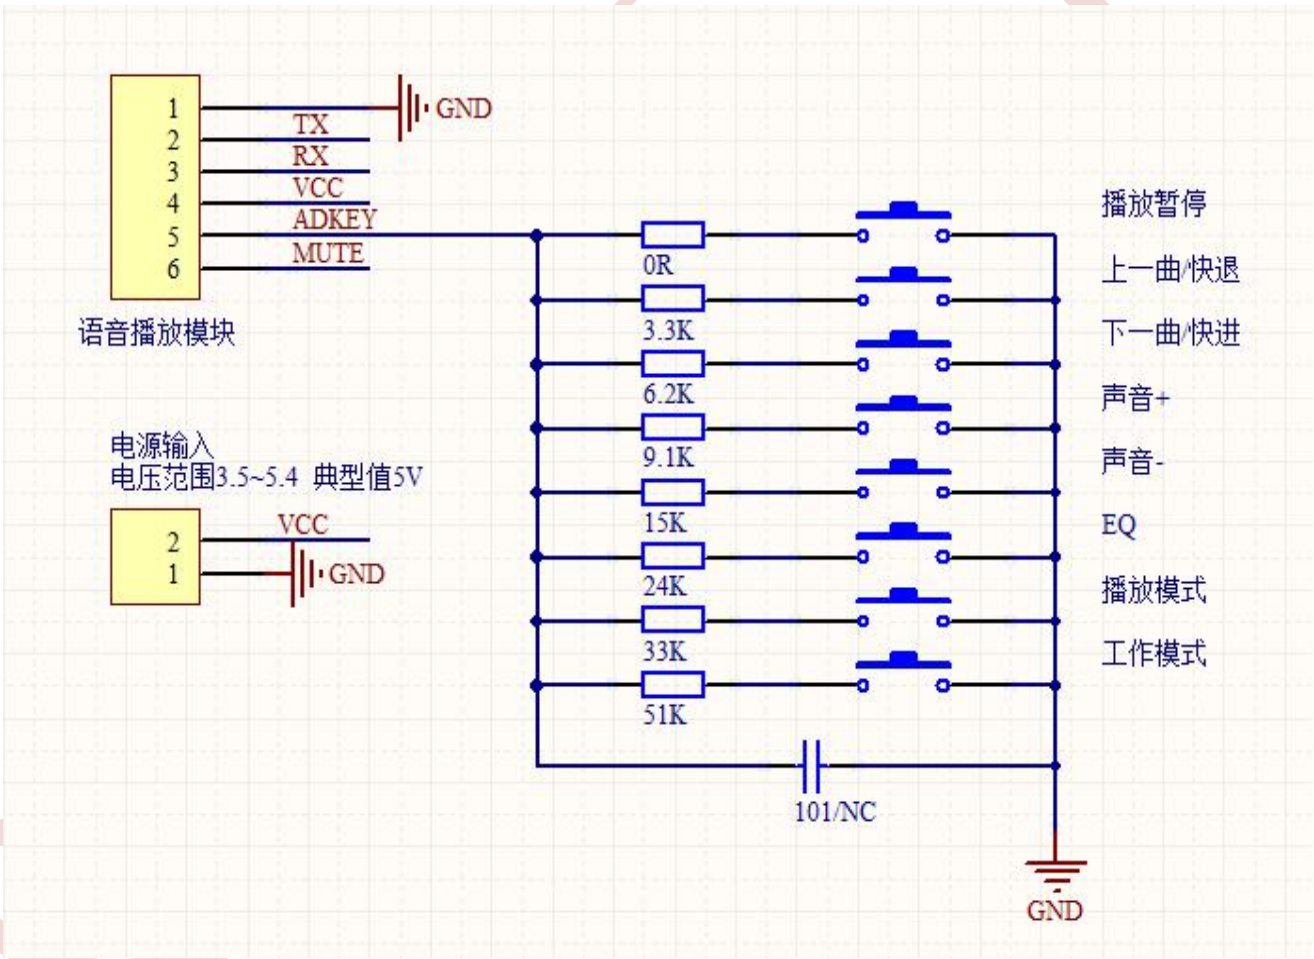 1
GND
TX
2
RX
3
VCC
4
ADKEY
5
MUTE
6
语音播放模块
电源输入
电压范围3.5~5.4 典型值5V
VCC
2
1
GND
播放暂停
0R
上一曲/快退
3.3K
下一曲/快进
6.2K
声音+
9.1K
声音-
15K
EQ
24K
播放模式
33K
工作模式
51K
101/NC
GND